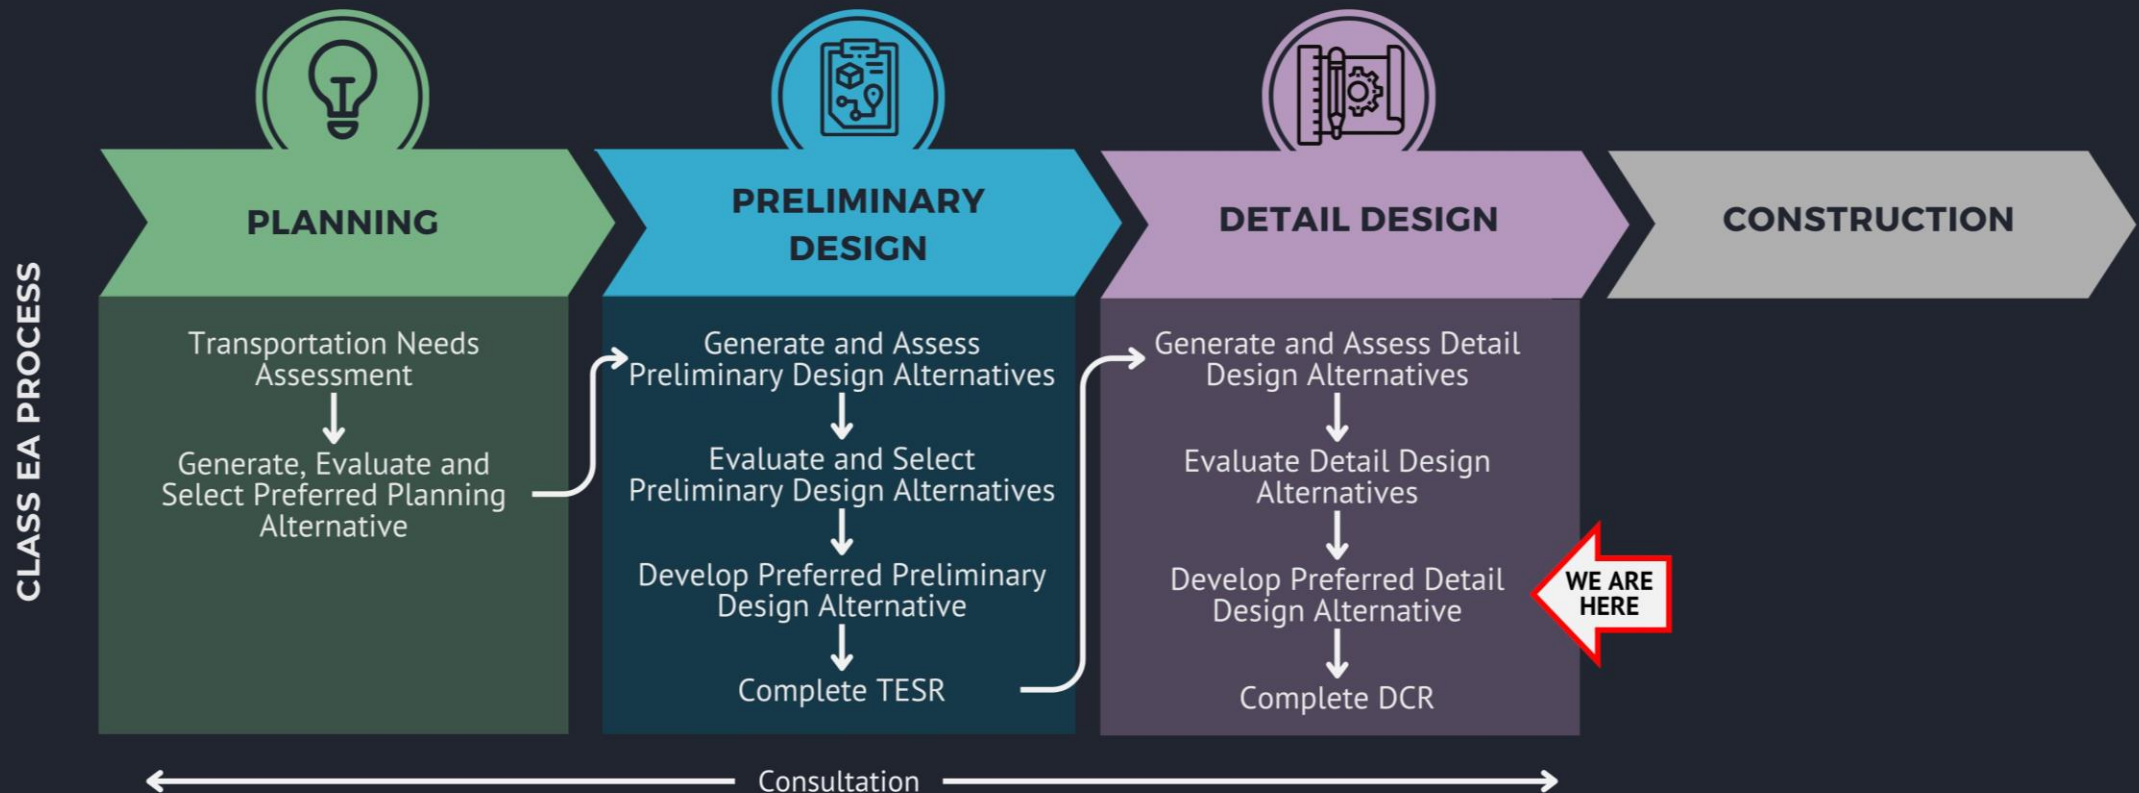 CLASS EA PROCESS
PLANNING
Transportation Needs
Assessment
Generate, Evaluate and
Select Preferred Planning
Alternative
PRELIMINARY
DESIGN
Generate and Assess
Preliminary Design Alternatives
Evaluate and Select
Preliminary Design Alternatives
Develop Preferred Preliminary
Design Alternative
Complete TESR
DETAIL DESIGN
Generate and Assess Detail
Design Alternatives
Evaluate Detail Design
Alternatives
Develop Preferred Detail
Design Alternative
Complete DCR
WE ARE
HERE
CONSTRUCTION
Consultation